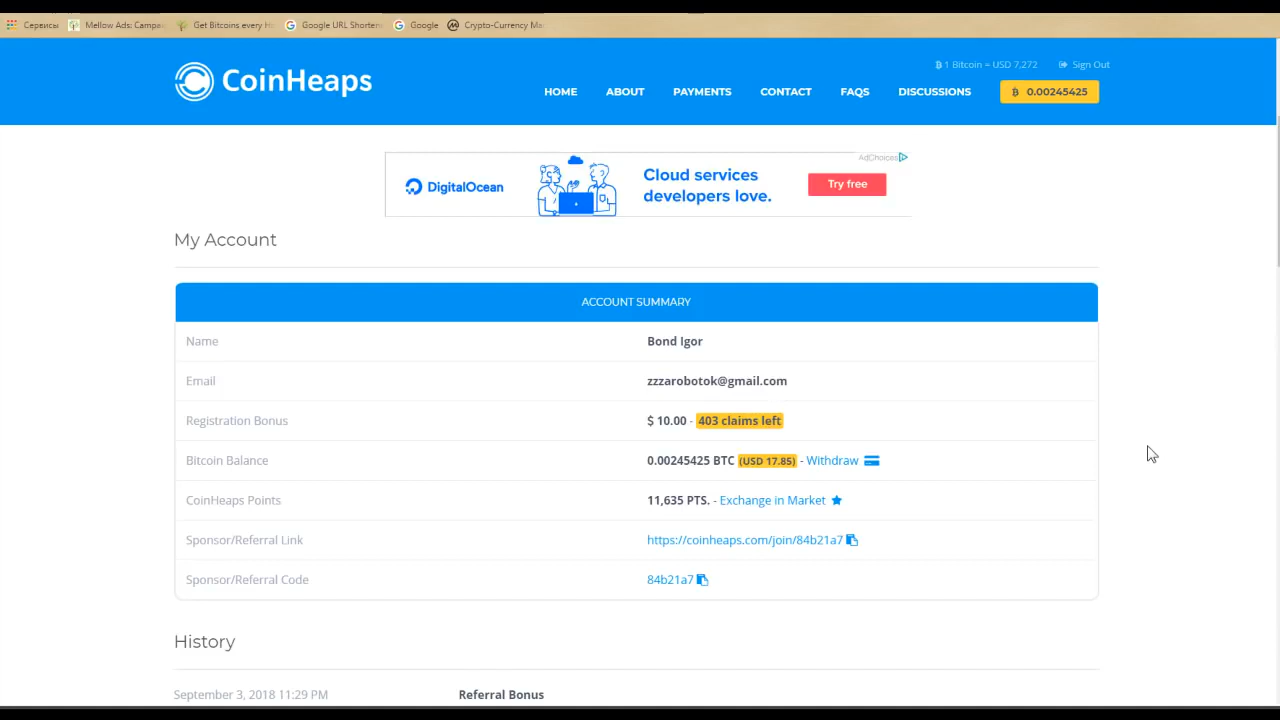 Сервисы Mellow Ads: Campa Get Bitcoins every H Google URL Shorten Google Crypto-Currency Ma
CoinHeaps
1 Bitcoin = USD 7,272 Sign Out
HOME ABOUT PAYMENTS CONTACT FAQS DISCUSSIONS 0.00245425
AdChoices
DigitalOcean
Cloud services
developers love.
Try free
My Account
ACCOUNT SUMMARY
Name Bond Igor
Email zzzarobotok@gmail.com
Registration Bonus $ 10.00 - 403 claims left
Bitcoin Balance 0.00245425 BTC (USD 17.85) - Withdraw
CoinHeaps Points 11,635 PTS. - Exchange in Market
Sponsor/Referral Link https://coinheaps.com/join/84b21a7
Sponsor/Referral Code 84b21a7
History
September 3, 2018 11:29 PM Referral Bonus